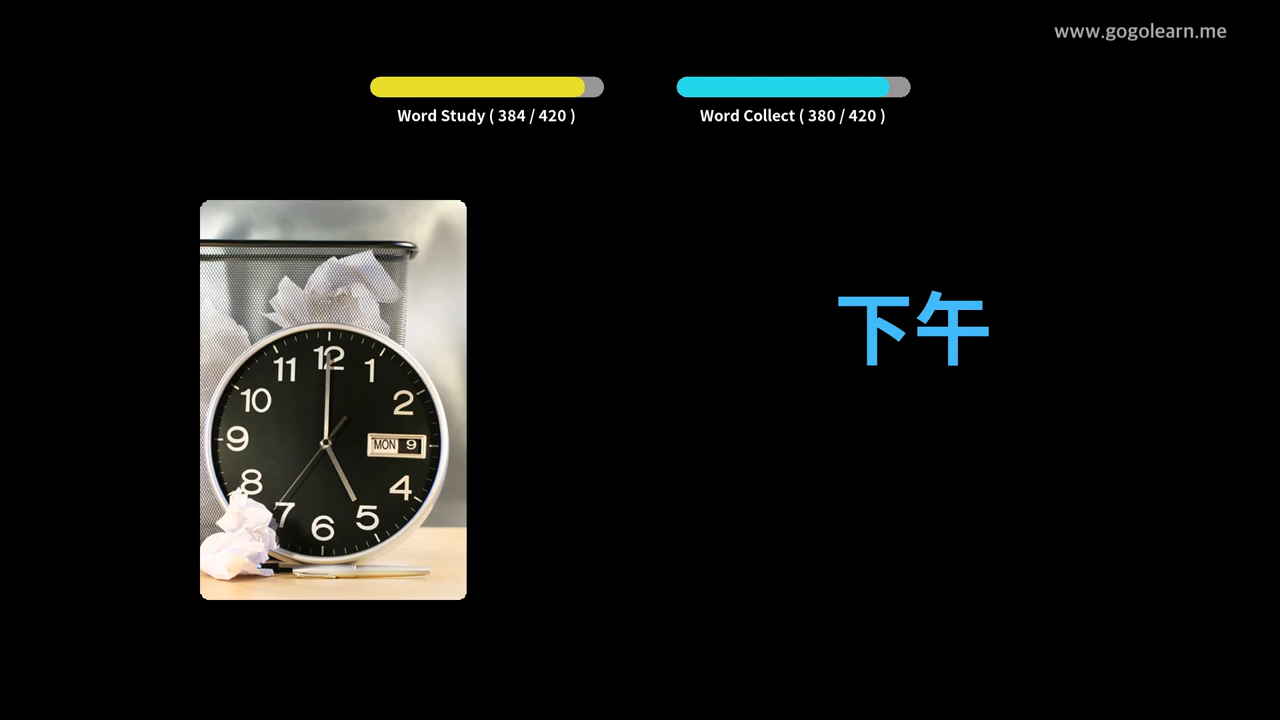 www.gogolearn.me
Word Study ( 384 / 420 )
Word Collect ( 380 / 420 )
12
11
1
10
2
9
MON 9
8
4
7
5
6
下午